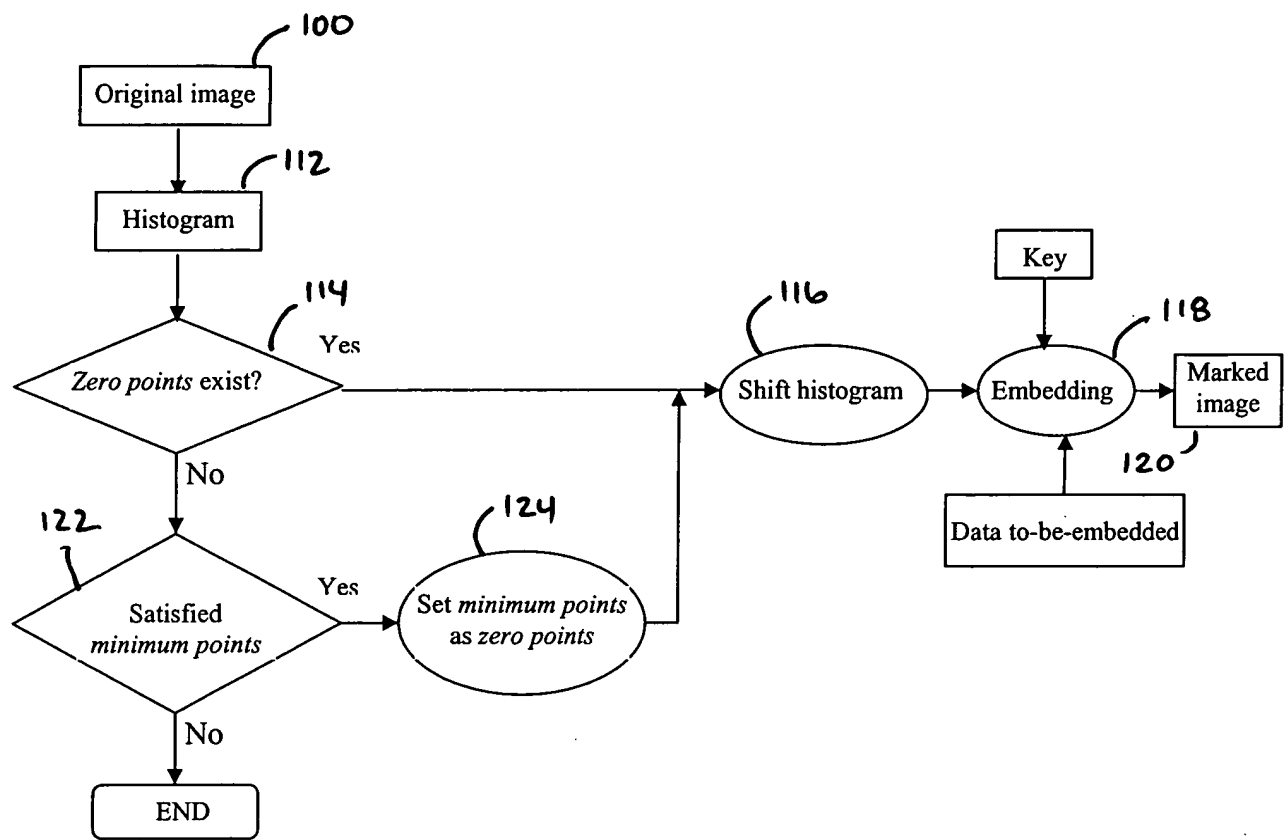 100
Original image
112
Histogram
114
Zero points exist?
Yes
116
Shift histogram
Key
118
Embedding
Marked
image
120
Data to-be-embedded
No
122
Satisfied
minimum points
Yes
124
Set minimum points
as zero points
No
END